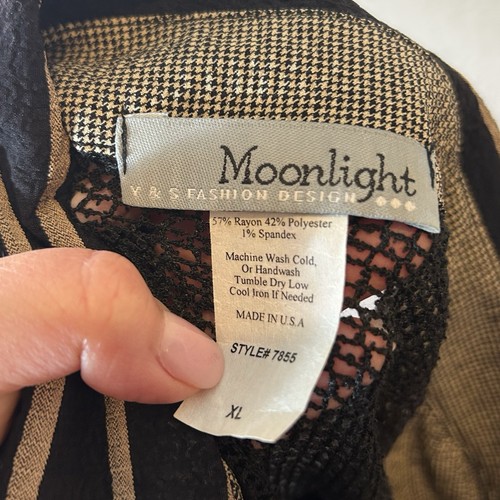 Moonlight
Y & S FASHION DESIGN
57% Rayon 42% Polyester
1% Spandex
Machine Wash Cold,
Or Handwash
Tumble Dry Low
Cool Iron If Needed
MADE IN U.S.A
STYLE# 7855
XL